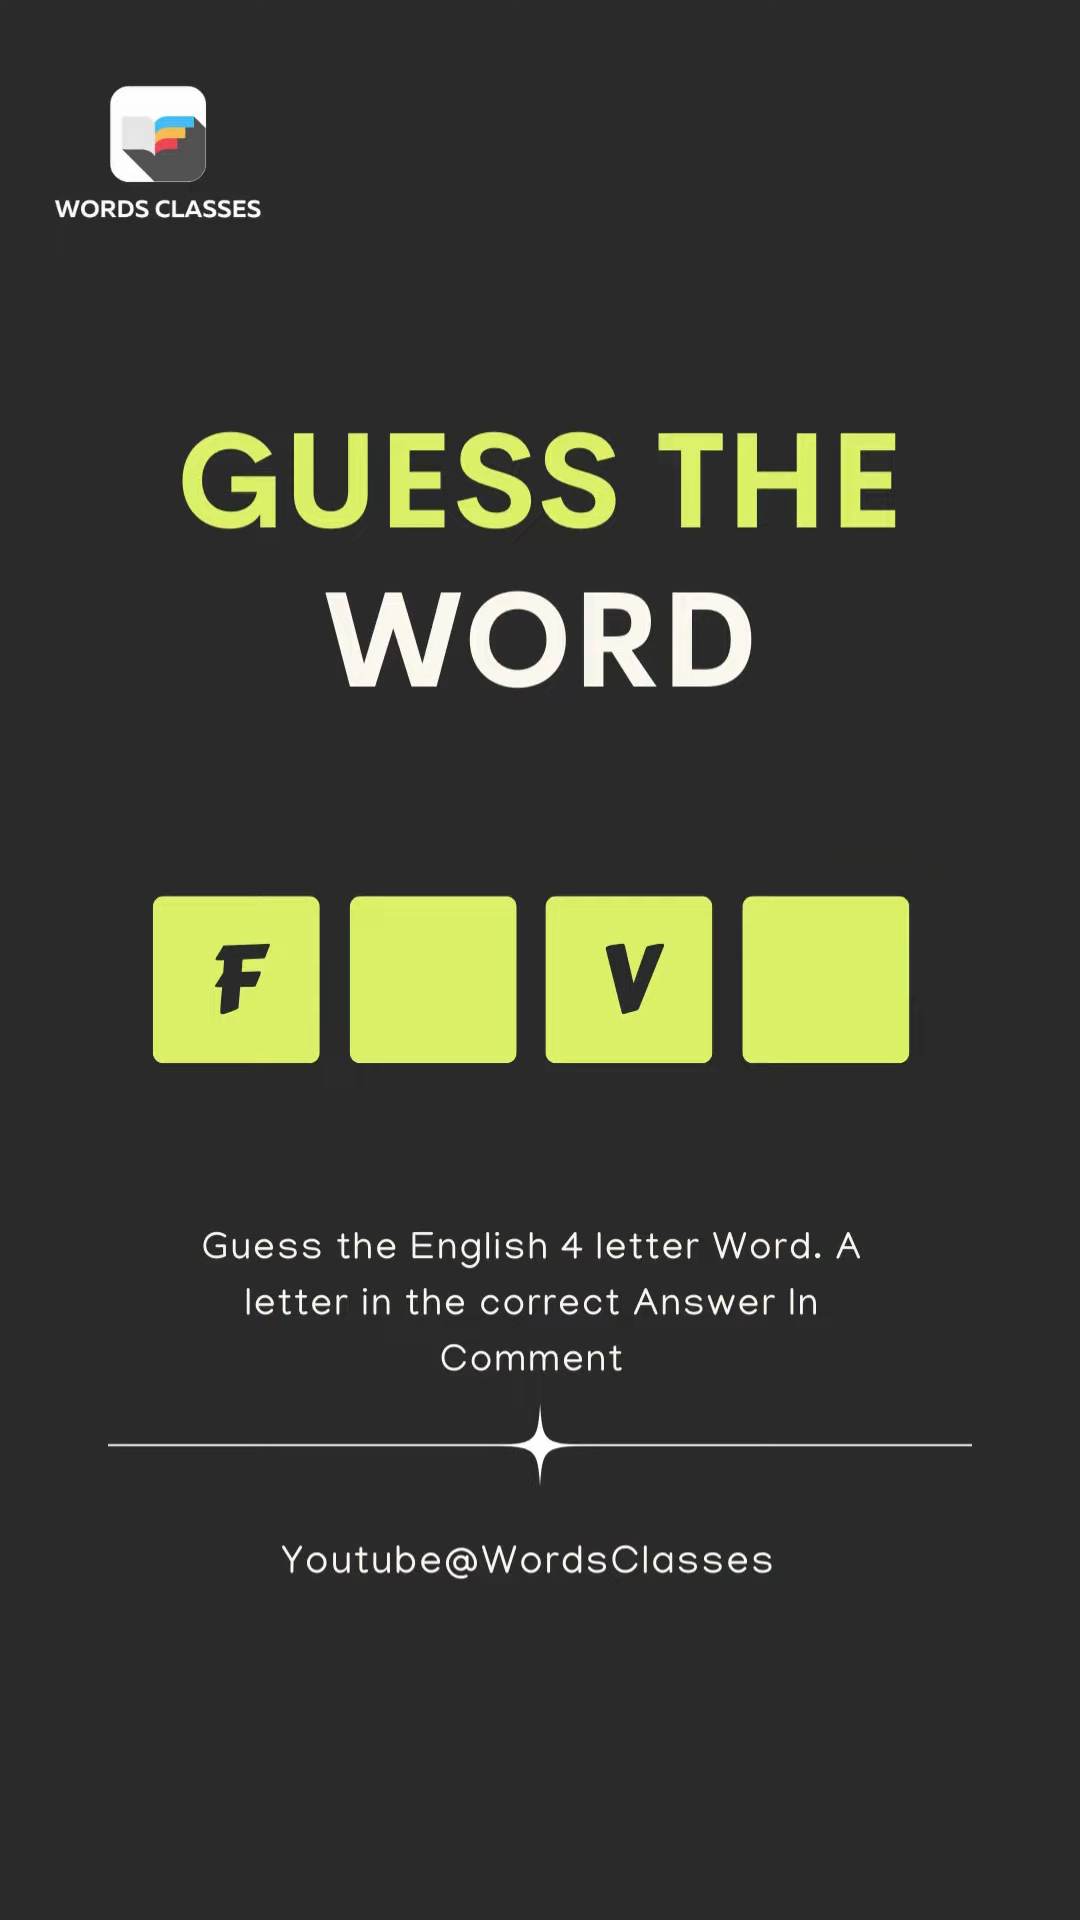 WORDS CLASSES
GUESS THE
WORD
F V
Guess the English 4 letter Word. A
letter in the correct Answer In
Comment
Youtube@WordsClasses